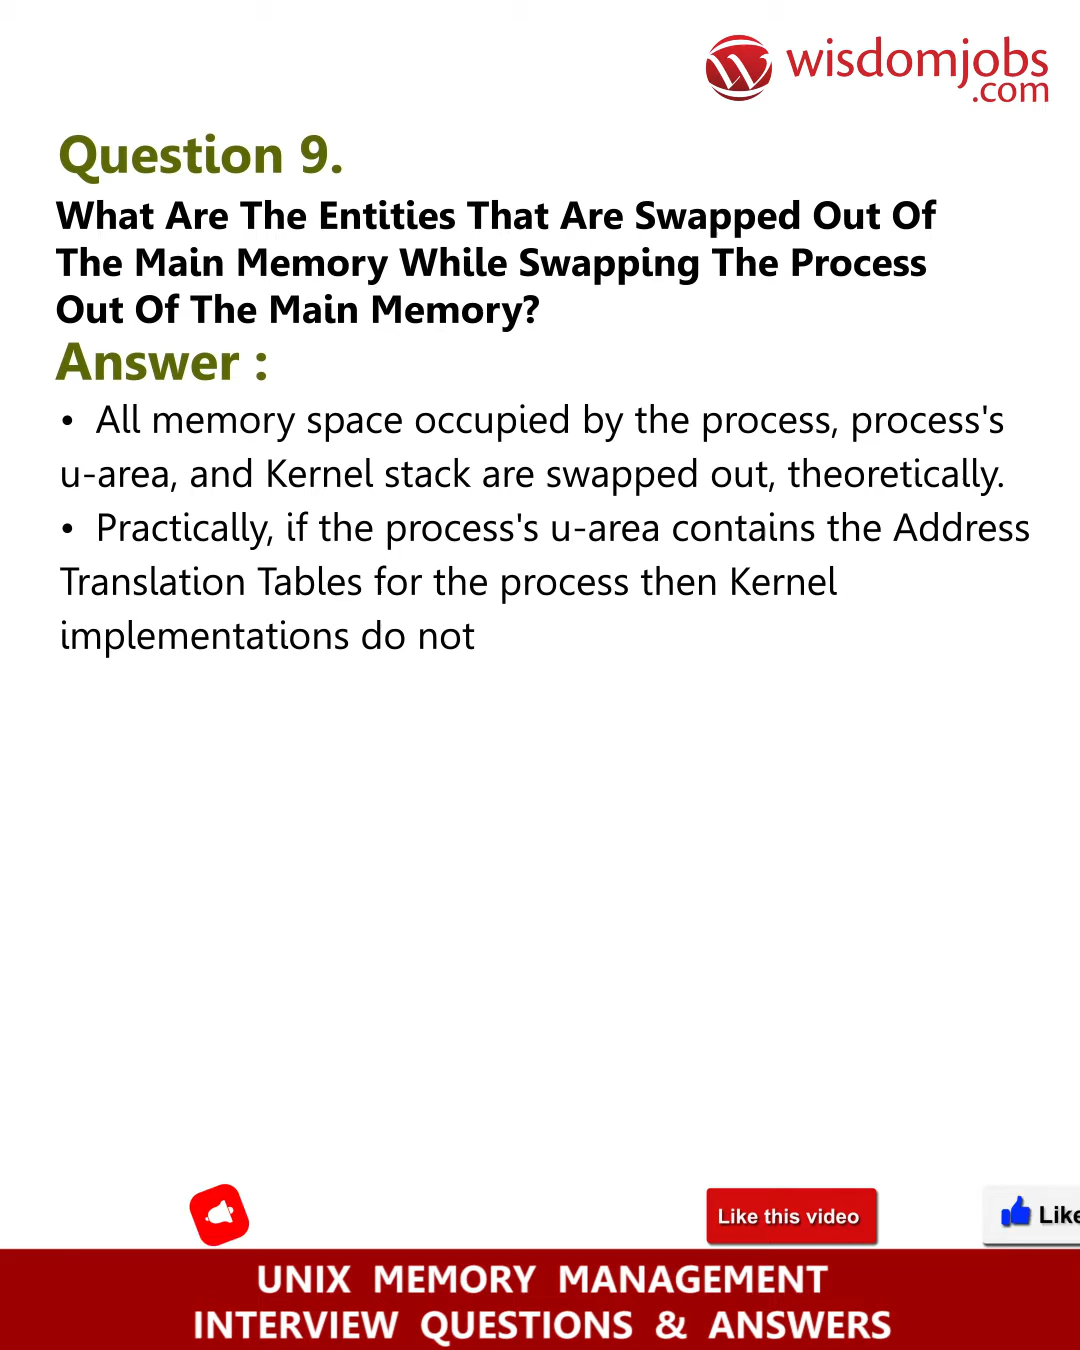 wisdomjobs
.com
Question 9.
What Are The Entities That Are Swapped Out Of
The Main Memory While Swapping The Process
Out Of The Main Memory?
Answer :
• All memory space occupied by the process, process's
u-area, and Kernel stack are swapped out, theoretically.
• Practically, if the process's u-area contains the Address
Translation Tables for the process then Kernel
implementations do not
Like this video
Like
UNIX MEMORY MANAGEMENT
INTERVIEW QUESTIONS & ANSWERS